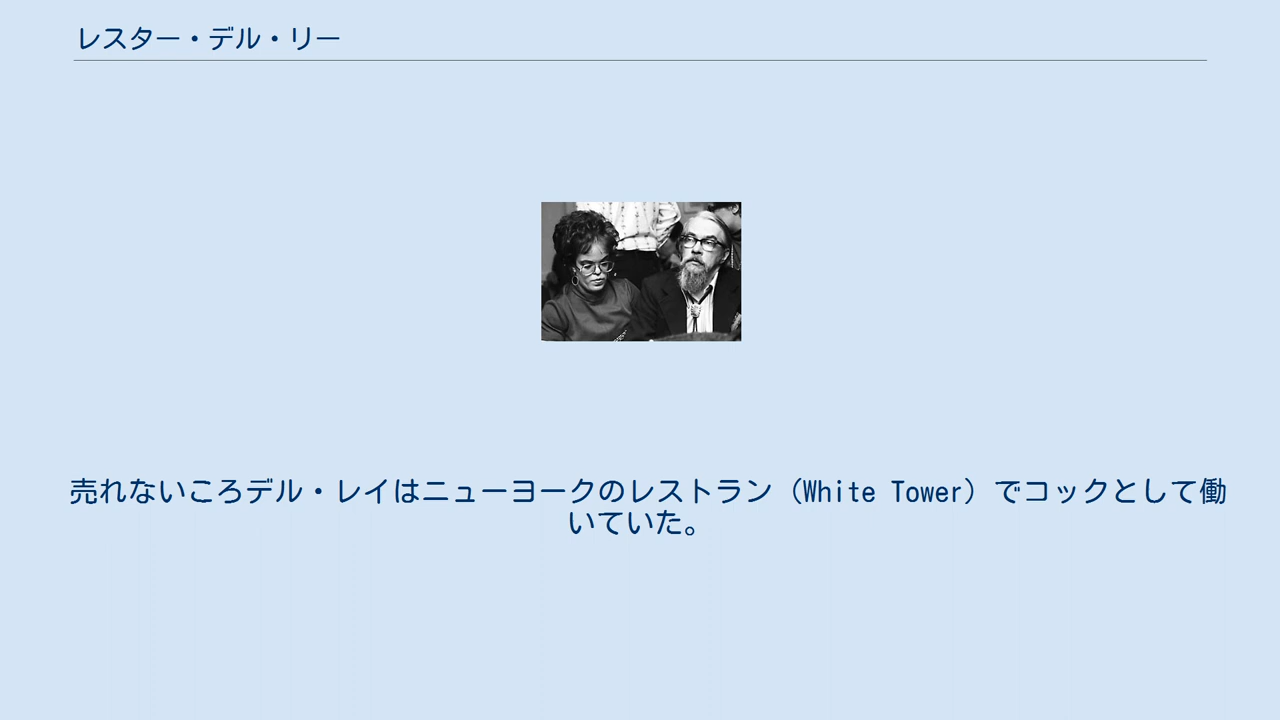 レスター・デル・リー
売れないころデル・レイはニューヨークのレストラン（White Tower）でコックとして働
いていた。